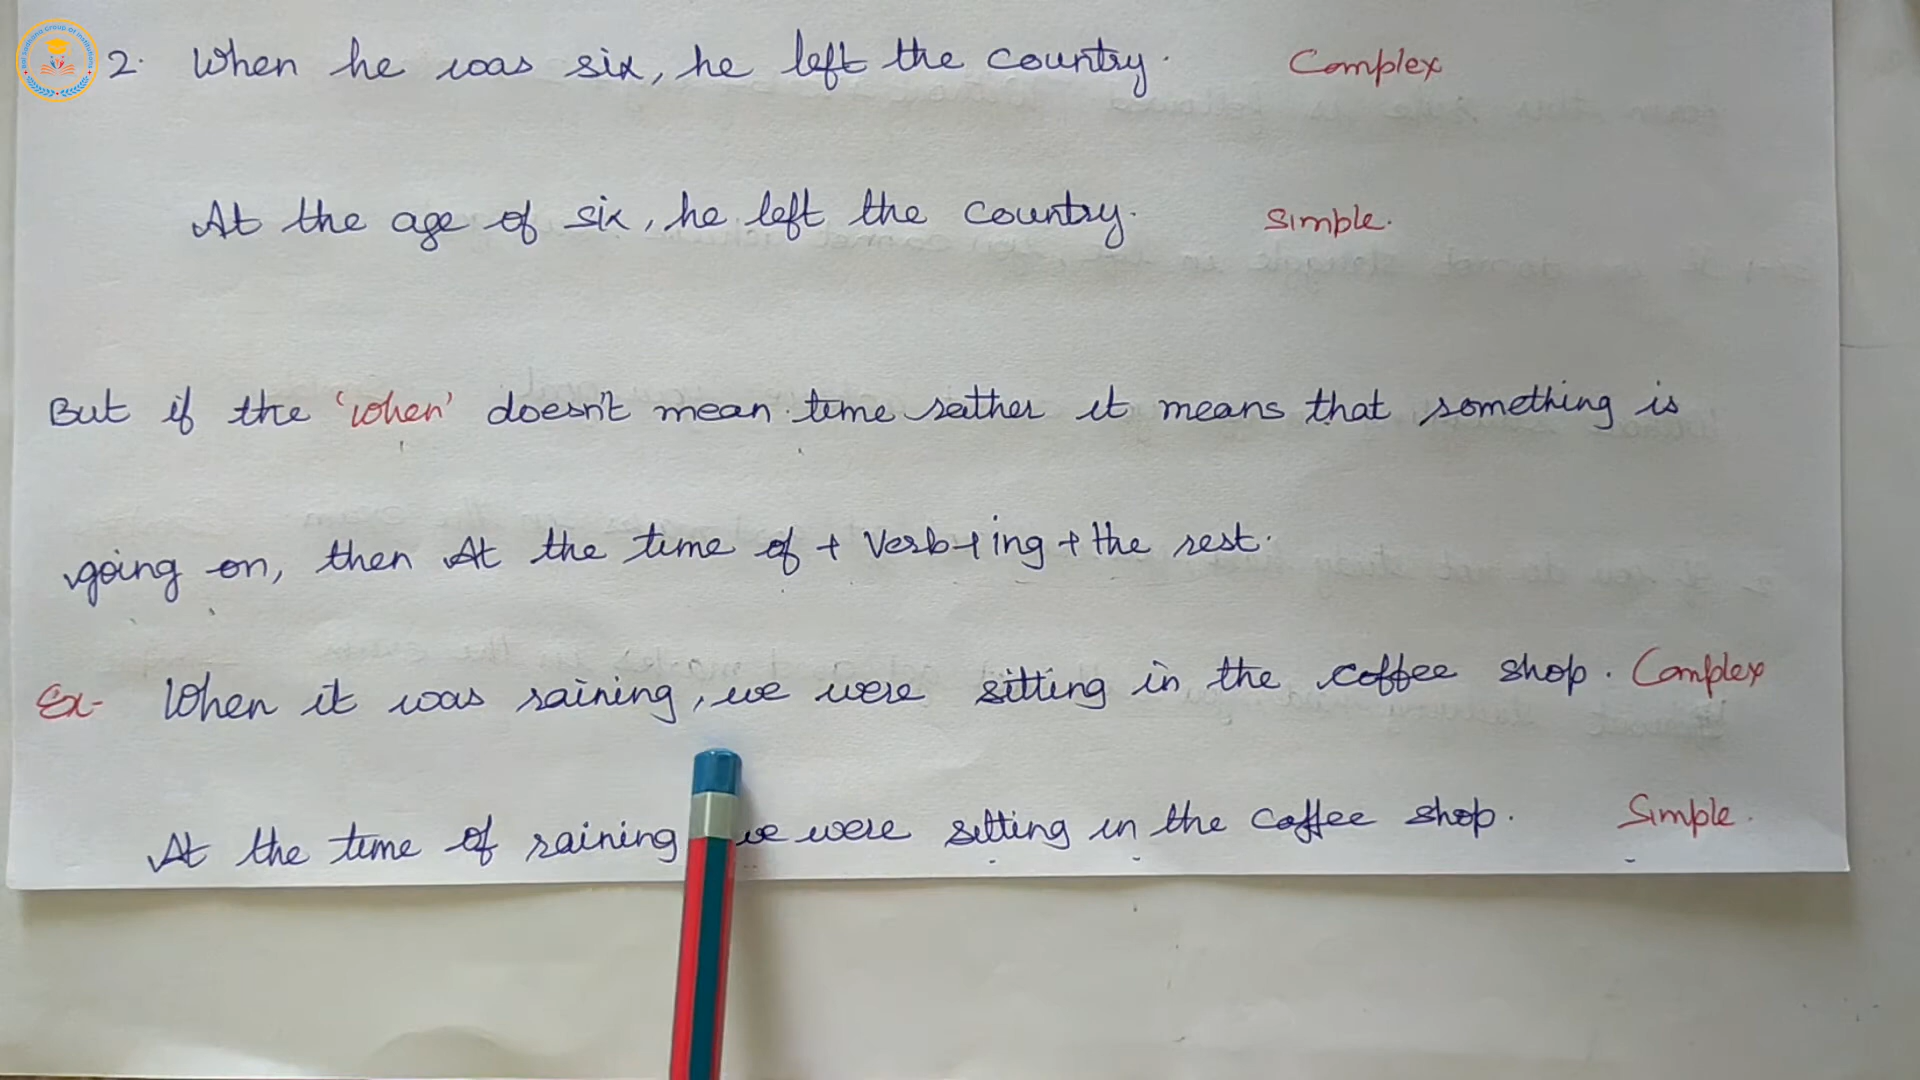 2. When he was six, he left the country. Complex
At the age of six, he left the country. Simple.
But if the 'when' doesn't mean time rather it means that something is
going on, then At the time of + Verb + ing + the rest.
Ex- When it was raining, we were sitting in the coffee shop. Complex
At the time of raining we were sitting in the coffee shop. Simple.